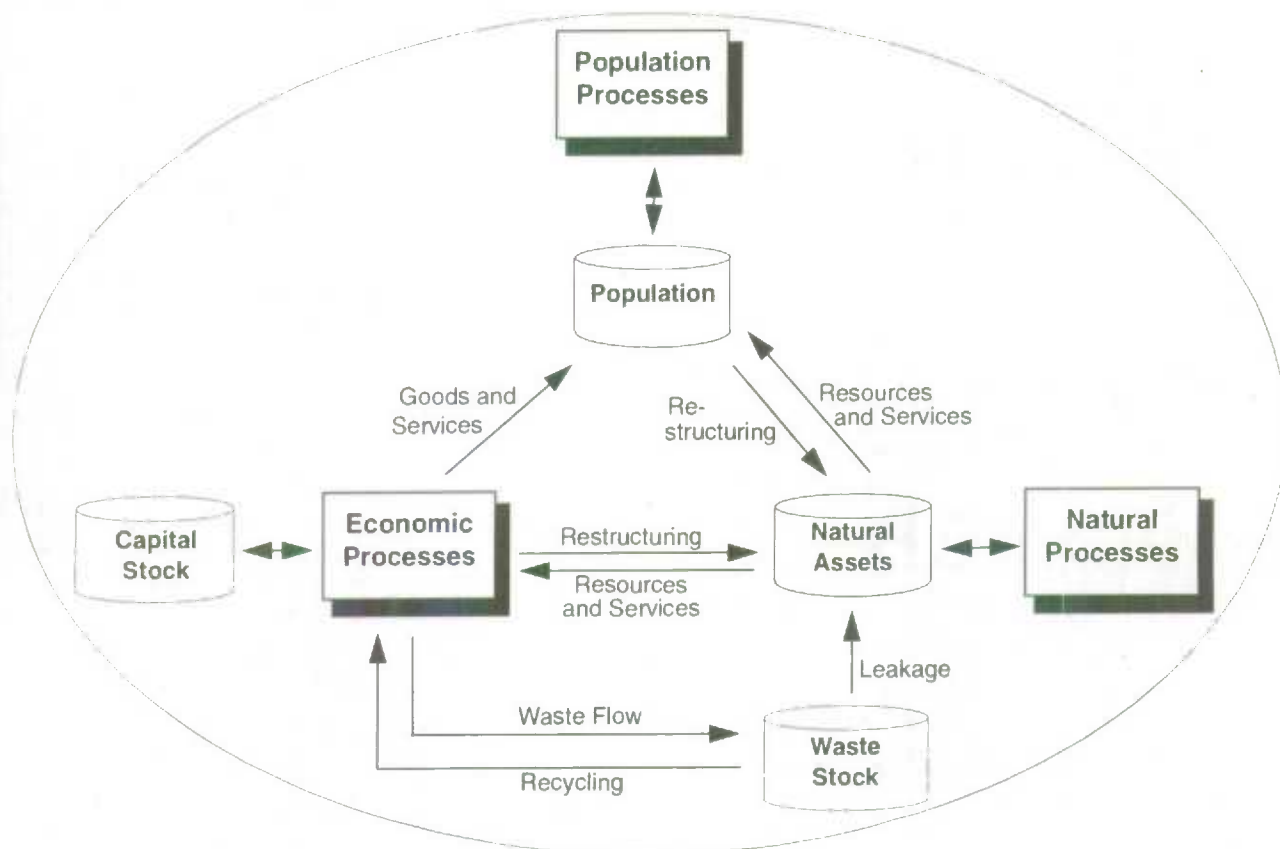 Population
Processes
Population
Goods and
Services
Re-
structuring
Resources
and Services
Capital
Stock
Economic
Processes
Restructuring
Resources
and Services
Natural
Assets
Natural
Processes
Leakage
Waste Flow
Recycling
Waste
Stock